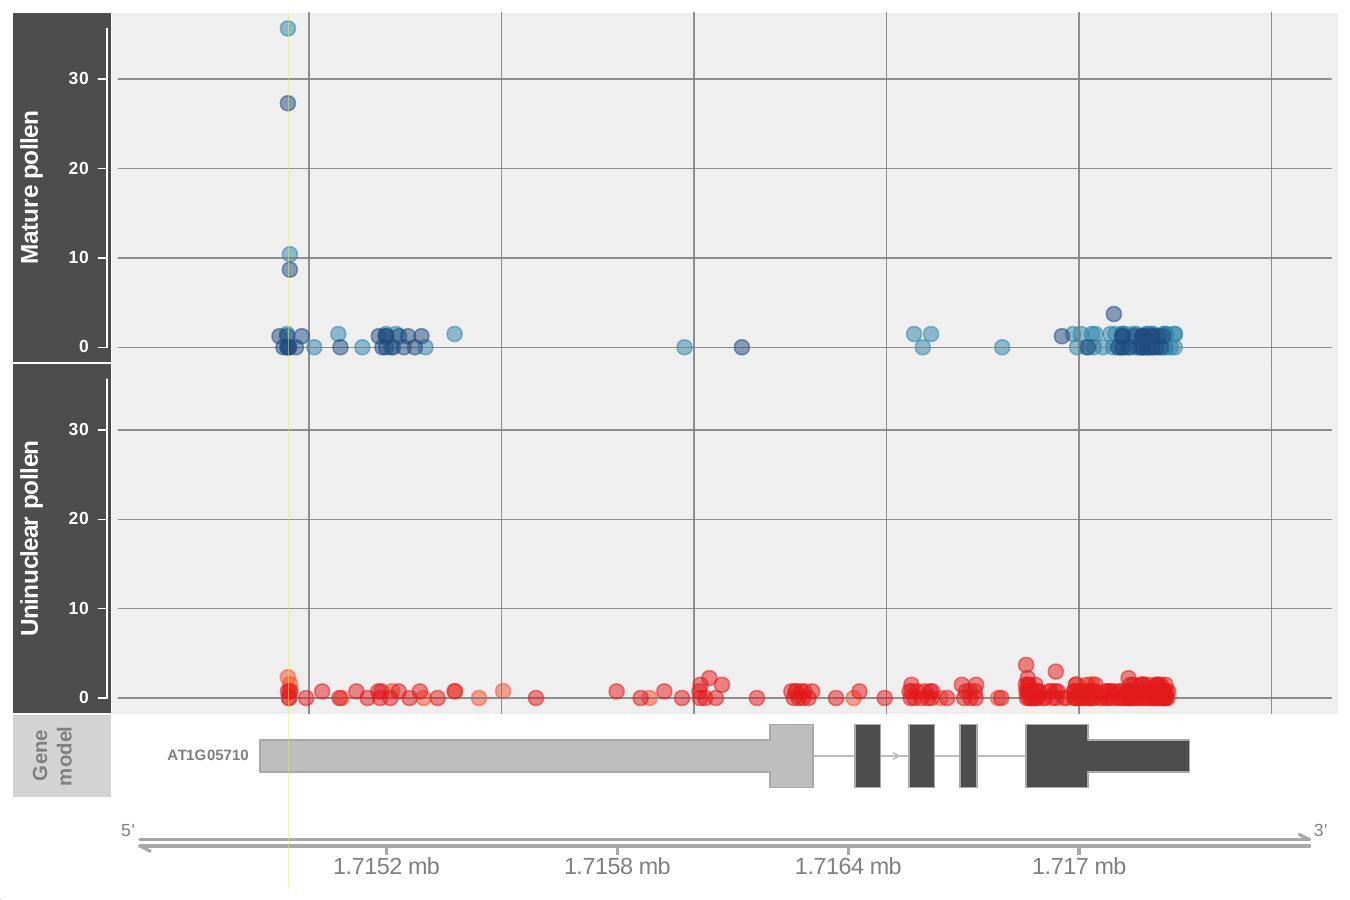 Mature pollen
30
20
10
0
Uninuclear pollen
30
20
10
0
Gene
model
AT1G05710
5'
3'
1.7152 mb
1.7158 mb
1.7164 mb
1.717 mb